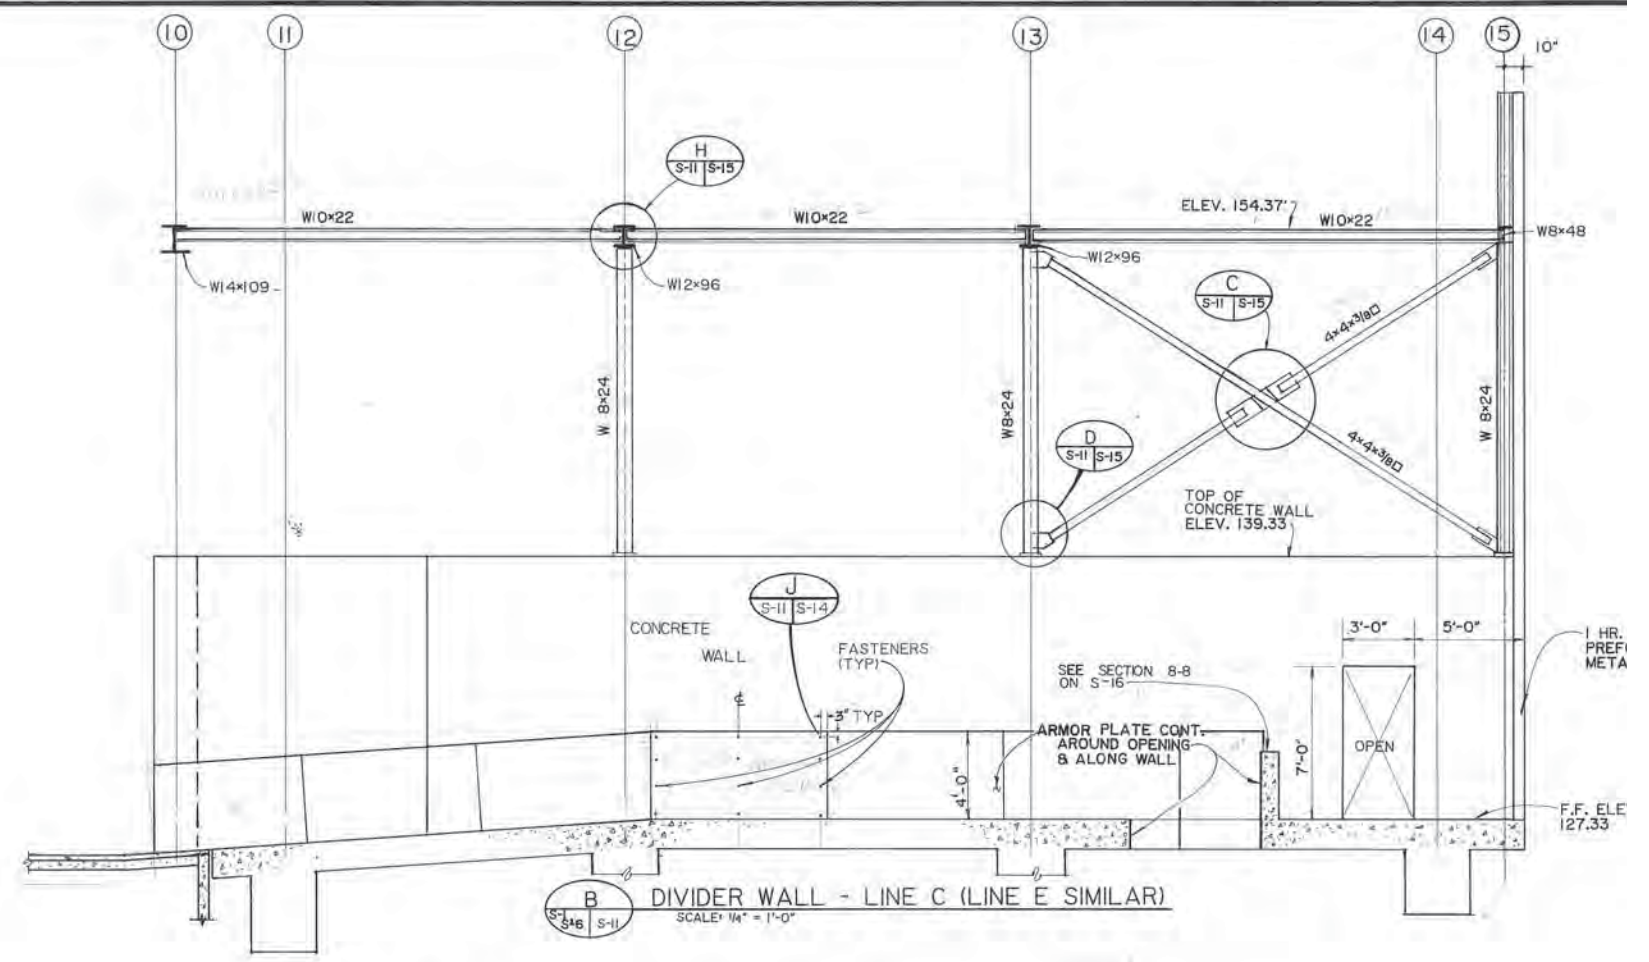 10 11 12 13 14 15
10"
H
S-11 S-15
ELEV. 154.37'
W10×22 W10×22 W10×22
W8×48
W14×109
W12×96
W12×96
C
S-11 S-15
4×4×3/8□
W 8×24
W8×24
W 8×24
D
S-11 S-15
4×4×3/8□
TOP OF
CONCRETE WALL
ELEV. 139.33
J
S-11 S-14
CONCRETE
WALL
FASTENERS
(TYP)
3'-0" 5'-0"
1 HR.
PREF
META
SEE SECTION 8-8
ON S-16
℄
3" TYP
ARMOR PLATE CONT.
AROUND OPENING
& ALONG WALL
4'-0"
7'-0"
OPEN
F.F. ELE
127.33
B
S-1
S-16 S-11
DIVIDER WALL - LINE C (LINE E SIMILAR)
SCALE: 1/4" = 1'-0"